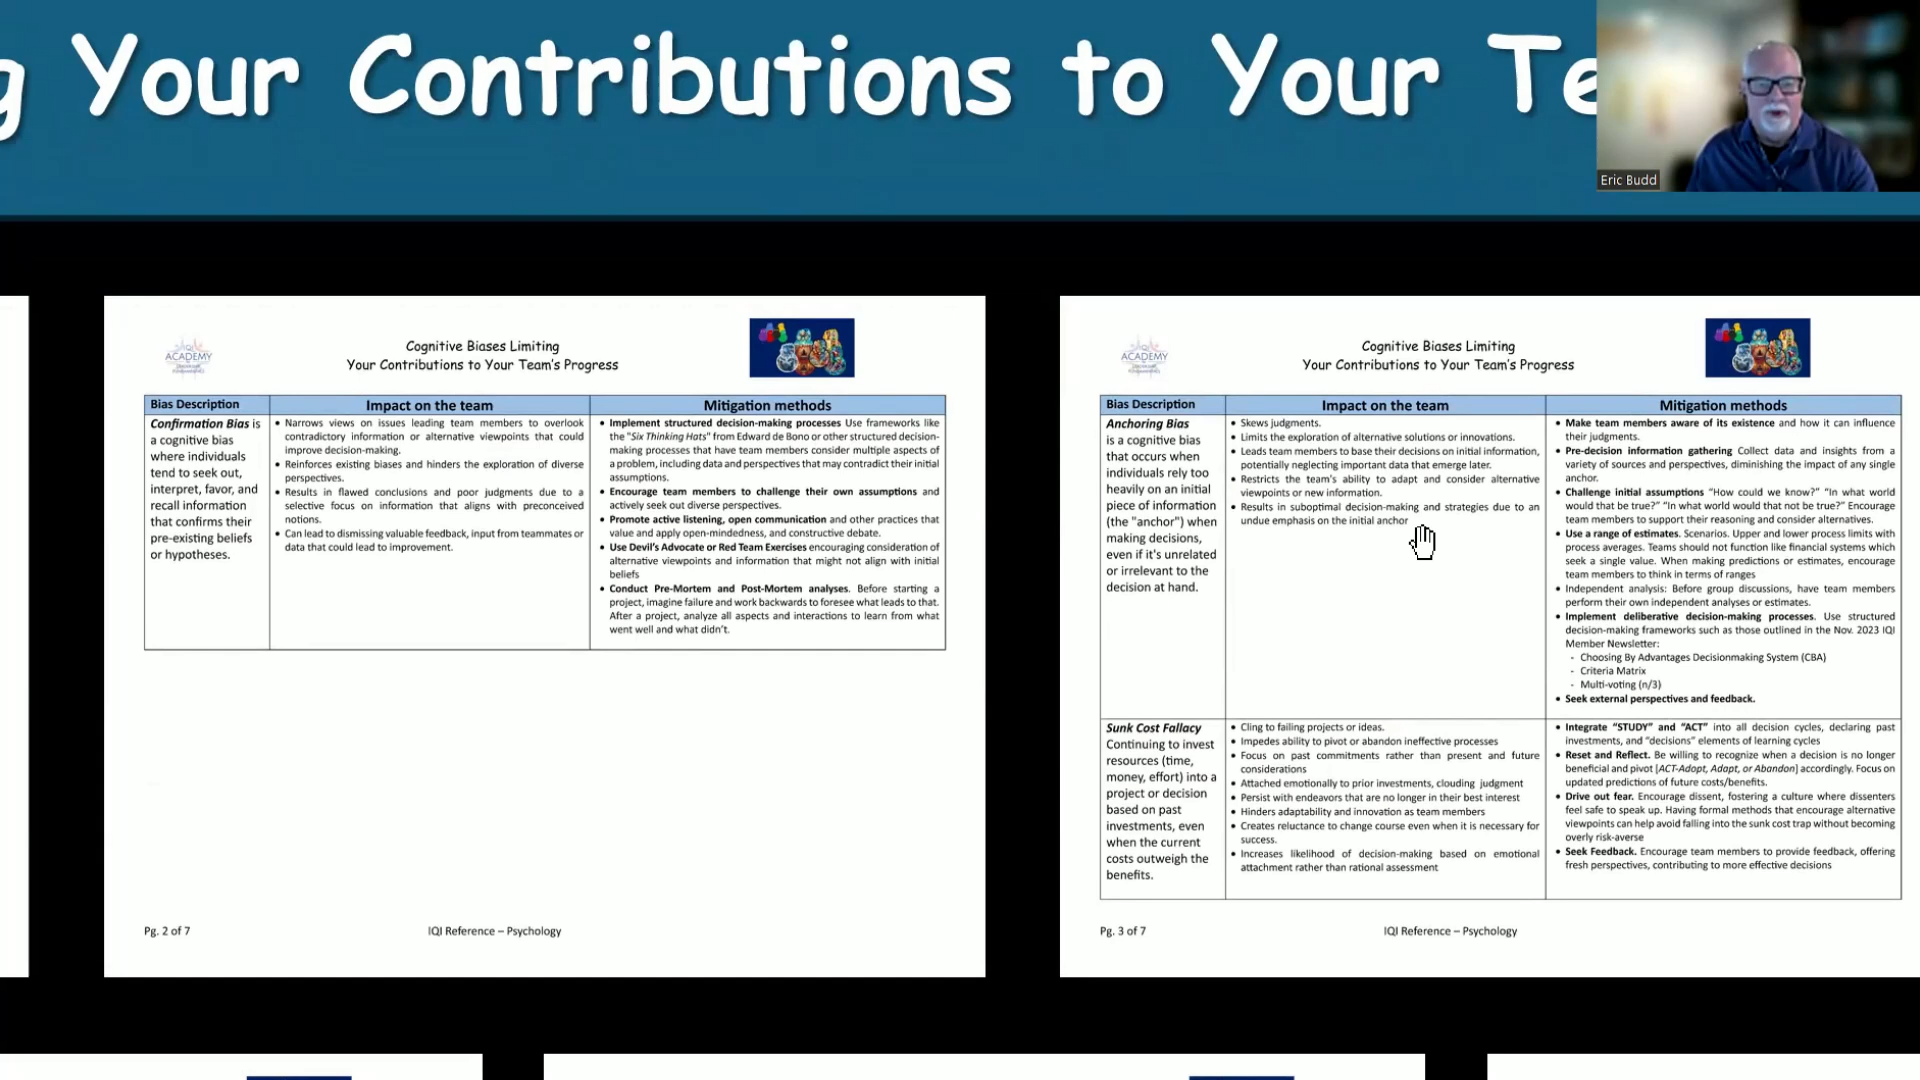 g Your Contributions to Your Te
Eric Budd
ACADEMY
Cognitive Biases Limiting
Your Contributions to Your Team's Progress
Bias Description
Impact on the team
Mitigation methods
Confirmation Bias is
a cognitive bias
where individuals
tend to seek out,
interpret, favor, and
recall information
that confirms their
pre-existing beliefs
or hypotheses.
• Narrows views on issues leading team members to overlook
contradictory information or alternative viewpoints that could
improve decision-making.
• Reinforces existing biases and hinders the exploration of diverse
perspectives.
• Results in flawed conclusions and poor judgments due to a
selective focus on information that aligns with preconceived
notions.
• Can lead to dismissing valuable feedback, input from teammates or
data that could lead to improvement.
• Implement structured decision-making processes Use frameworks like
the "Six Thinking Hats" from Edward de Bono or other structured decision-
making processes that have team members consider multiple aspects of
a problem, including data and perspectives that may contradict their initial
assumptions.
• Encourage team members to challenge their own assumptions and
actively seek out diverse perspectives.
• Promote active listening, open communication and other practices that
value and apply open-mindedness, and constructive debate.
• Use Devil's Advocate or Red Team Exercises encouraging consideration of
alternative viewpoints and information that might not align with initial
beliefs
• Conduct Pre-Mortem and Post-Mortem analyses. Before starting a
project, imagine failure and work backwards to foresee what leads to that.
After a project, analyze all aspects and interactions to learn from what
went well and what didn't.
Pg. 2 of 7
IQI Reference – Psychology
ACADEMY
Cognitive Biases Limiting
Your Contributions to Your Team's Progress
Bias Description
Impact on the team
Mitigation methods
Anchoring Bias
is a cognitive bias
that occurs when
individuals rely too
heavily on an initial
piece of information
(the "anchor") when
making decisions,
even if it's unrelated
or irrelevant to the
decision at hand.
• Skews judgments.
• Limits the exploration of alternative solutions or innovations.
• Leads team members to base their decisions on initial information,
potentially neglecting important data that emerge later.
• Restricts the team's ability to adapt and consider alternative
viewpoints or new information.
• Results in suboptimal decision-making and strategies due to an
undue emphasis on the initial anchor
• Make team members aware of its existence and how it can influence
their judgments.
• Pre-decision information gathering Collect data and insights from a
variety of sources and perspectives, diminishing the impact of any single
anchor.
• Challenge initial assumptions “How could we know?” “In what world
would that be true?” “In what world would that not be true?” Encourage
team members to support their reasoning and consider alternatives.
• Use a range of estimates. Scenarios. Upper and lower process limits with
process averages. Teams should not function like financial systems which
seek a single value. When making predictions or estimates, encourage
team members to think in terms of ranges
• Independent analysis: Before group discussions, have team members
perform their own independent analyses or estimates.
• Implement deliberative decision-making processes. Use structured
decision-making frameworks such as those outlined in the Nov. 2023 IQI
Member Newsletter:
- Choosing By Advantages Decisionmaking System (CBA)
- Criteria Matrix
- Multi-voting (n/3)
• Seek external perspectives and feedback.
Sunk Cost Fallacy
Continuing to invest
resources (time,
money, effort) into a
project or decision
based on past
investments, even
when the current
costs outweigh the
benefits.
• Cling to failing projects or ideas.
• Impedes ability to pivot or abandon ineffective processes
• Focus on past commitments rather than present and future
considerations
• Attached emotionally to prior investments, clouding judgment
• Persist with endeavors that are no longer in their best interest
• Hinders adaptability and innovation as team members
• Creates reluctance to change course even when it is necessary for
success.
• Increases likelihood of decision-making based on emotional
attachment rather than rational assessment
• Integrate “STUDY” and “ACT” into all decision cycles, declaring past
investments, and “decisions” elements of learning cycles
• Reset and Reflect. Be willing to recognize when a decision is no longer
beneficial and pivot [ACT-Adopt, Adapt, or Abandon] accordingly. Focus on
updated predictions of future costs/benefits.
• Drive out fear. Encourage dissent, fostering a culture where dissenters
feel safe to speak up. Having formal methods that encourage alternative
viewpoints can help avoid falling into the sunk cost trap without becoming
overly risk-averse
• Seek Feedback. Encourage team members to provide feedback, offering
fresh perspectives, contributing to more effective decisions
Pg. 3 of 7
IQI Reference – Psychology